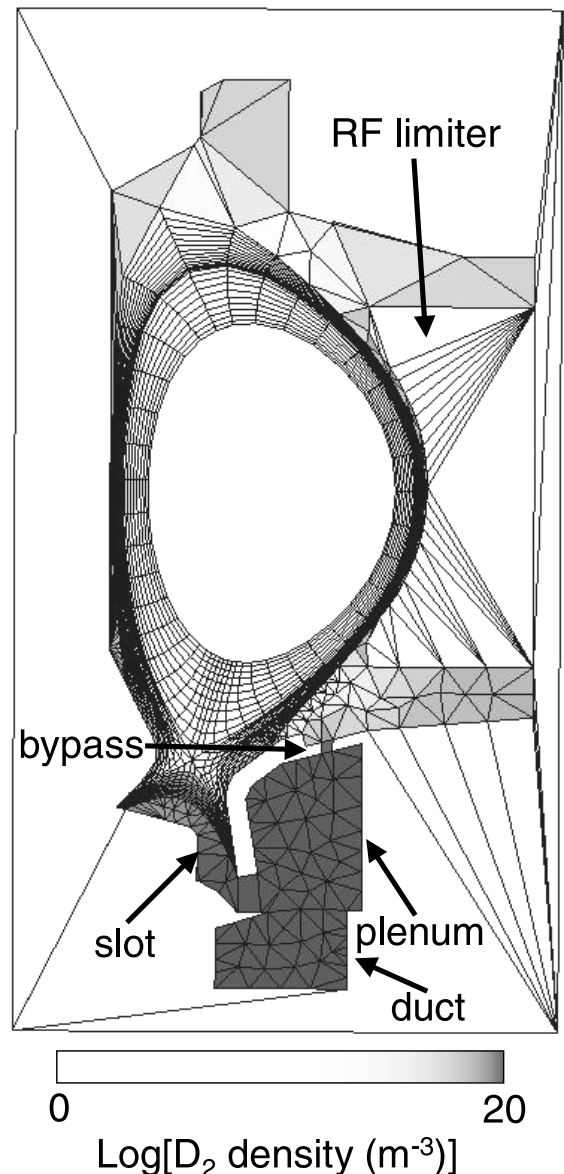 RF limiter
bypass
slot
plenum
duct
0
20
Log[D₂ density (m⁻³)]